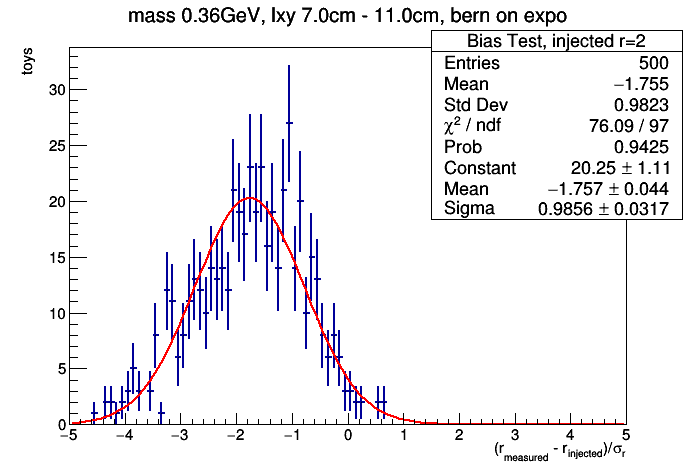 mass 0.36GeV, lxy 7.0cm - 11.0cm, bern on expo
toys
Bias Test, injected r=2
Entries 500
Mean −1.755
Std Dev 0.9823
χ² / ndf 76.09 / 97
Prob 0.9425
Constant 20.25 ± 1.11
Mean −1.757 ± 0.044
Sigma 0.9856 ± 0.0317
30
25
20
15
10
5
0
−5 −4 −3 −2 −1 0 1 2 3 4 5
(r_measured - r_injected)/σ_r